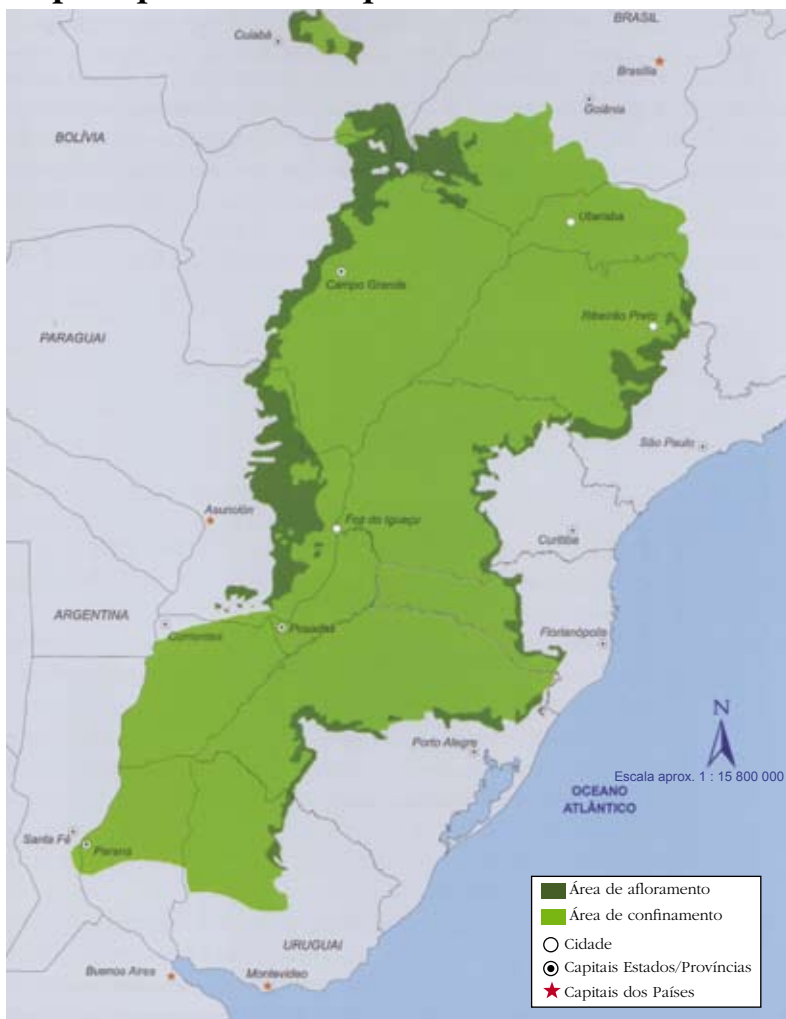 BRASIL
Cuiabá
Brasília
Goiânia
BOLÍVIA
Uberaba
Campo Grande
Ribeirão Preto
PARAGUAI
São Paulo
Asunción
Foz do Iguaçu
Curitiba
ARGENTINA
Corrientes
Posadas
Florianópolis
N
Porto Alegre
Escala aprox. 1 : 15 800 000
OCEANO
ATLÂNTICO
Santa Fé
Paraná
Área de afloramento
Área de confinamento
Cidade
Capitais Estados/Províncias
Capitais dos Países
URUGUAI
Buenos Aires
Montevideo